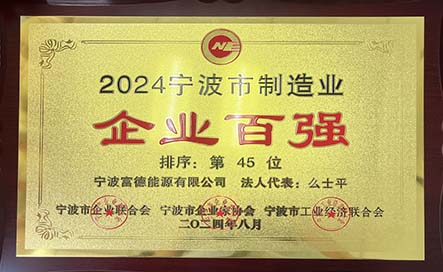 2024宁波市制造业
企业百强
排序：第 45 位
宁波富德能源有限公司 法人代表：么士平
宁波市企业联合会 宁波市企业家协会 宁波市工业经济联合会
二〇二四年八月